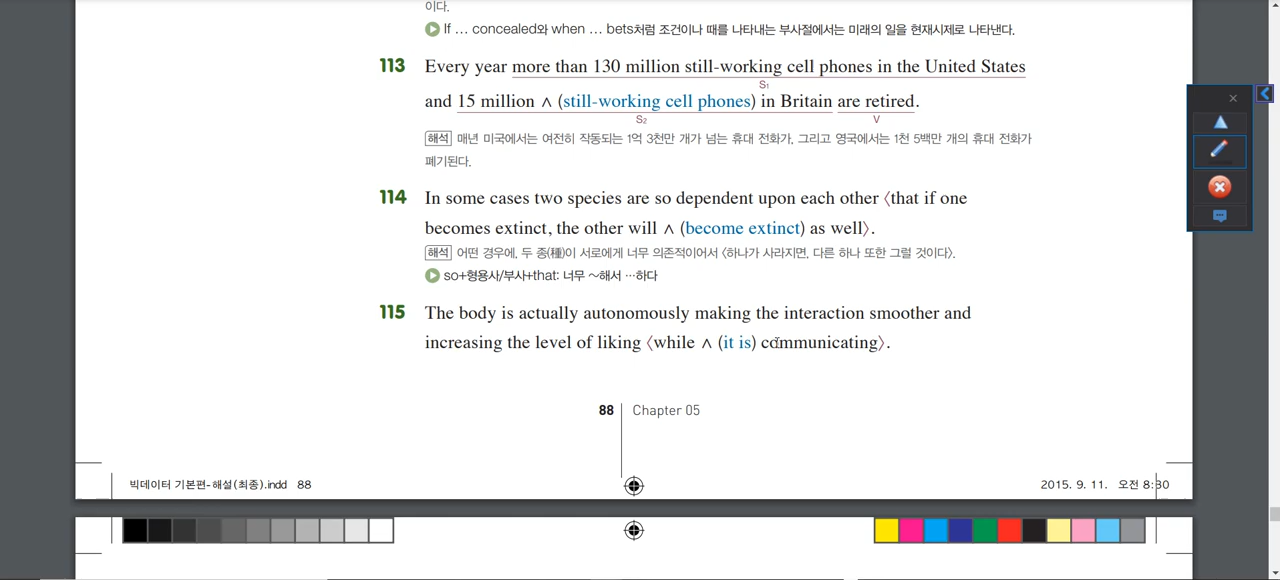 이다.
If … concealed와 when … bets처럼 조건이나 때를 나타내는 부사절에서는 미래의 일을 현재시제로 나타낸다.
113 Every year more than 130 million still-working cell phones in the United States
S₁
and 15 million ∧ (still-working cell phones) in Britain are retired.
S₂ V
해석 매년 미국에서는 여전히 작동되는 1억 3천만 개가 넘는 휴대 전화가, 그리고 영국에서는 1천 5백만 개의 휴대 전화가
폐기된다.
114 In some cases two species are so dependent upon each other 〈that if one
becomes extinct, the other will ∧ (become extinct) as well〉.
해석 어떤 경우에, 두 종(種)이 서로에게 너무 의존적이어서 〈하나가 사라지면, 다른 하나 또한 그럴 것이다〉.
so+형용사/부사+that: 너무 ~해서 …하다
115 The body is actually autonomously making the interaction smoother and
increasing the level of liking 〈while ∧ (it is) communicating〉.
88 Chapter 05
빅데이터 기본편-해설(최종).indd 88 2015. 9. 11. 오전 8:30